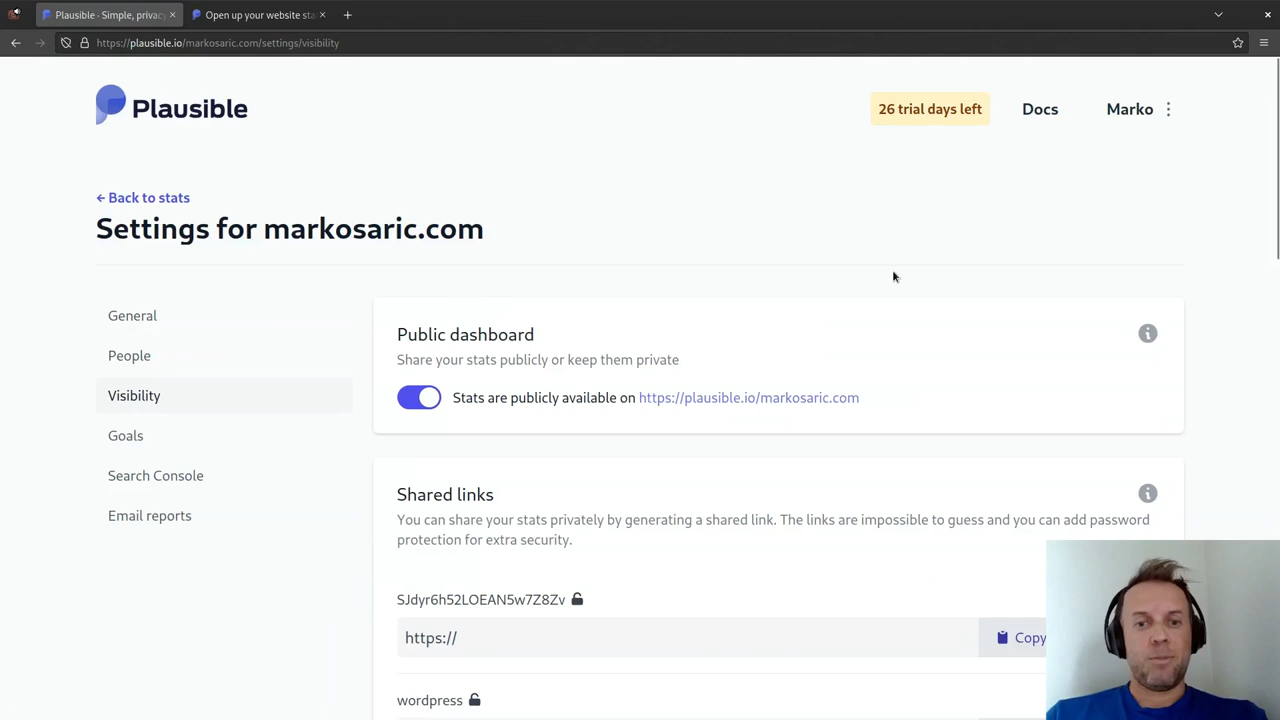 Plausible · Simple, privacy
Open up your website sta
https://plausible.io/markosaric.com/settings/visibility
Plausible
26 trial days left
Docs
Marko
← Back to stats
Settings for markosaric.com
General
People
Visibility
Goals
Search Console
Email reports
Public dashboard
Share your stats publicly or keep them private
Stats are publicly available on https://plausible.io/markosaric.com
Shared links
You can share your stats privately by generating a shared link. The links are impossible to guess and you can add password
protection for extra security.
SJdyr6h52LOEAN5w7Z8Zv
https://
Copy
wordpress